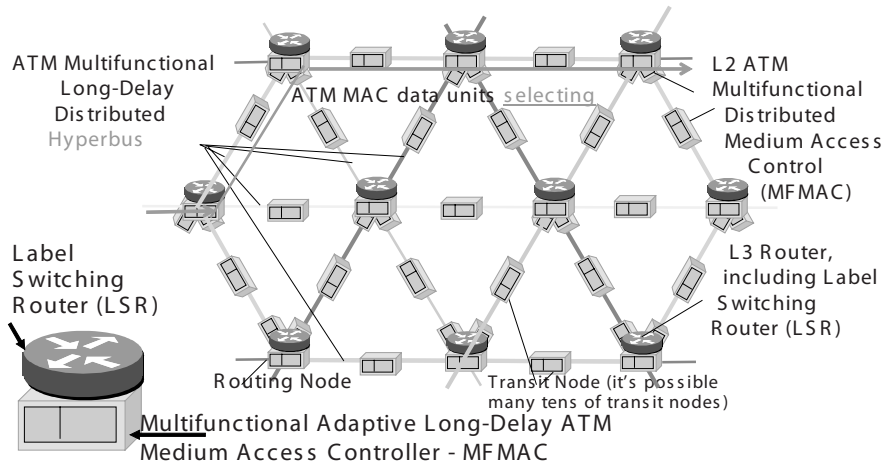 ATM Multifunctional
Long-Delay
Distributed
Hyperbus
ATM MAC data units selecting
L2 ATM
Multifunctional
Distributed
Medium Access
Control
(MFMAC)
Label
Switching
Router (LSR)
L3 Router,
including Label
Switching
Router (LSR)
Routing Node
Transit Node (it's possible
many tens of transit nodes)
Multifunctional Adaptive Long-Delay ATM
Medium Access Controller - MFMAC